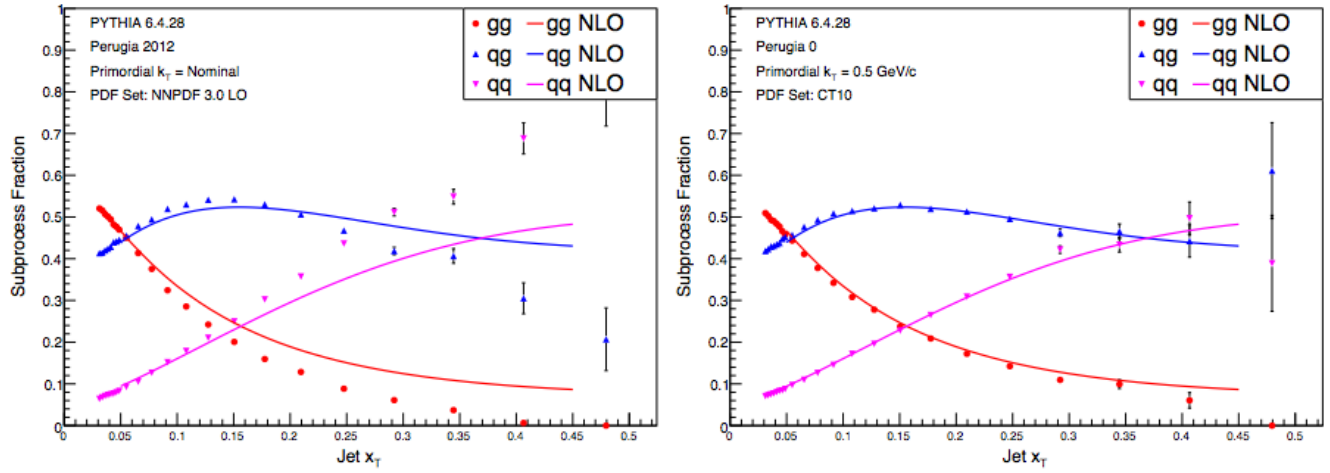 PYTHIA 6.4.28
Perugia 2012
Primordial kT = Nominal
PDF Set: NNPDF 3.0 LO
gg gg NLO
qg qg NLO
qq qq NLO
Subprocess Fraction
1
0.9
0.8
0.7
0.6
0.5
0.4
0.3
0.2
0.1
0
0 0.05 0.1 0.15 0.2 0.25 0.3 0.35 0.4 0.45 0.5
Jet xT
PYTHIA 6.4.28
Perugia 0
Primordial kT = 0.5 GeV/c
PDF Set: CT10
gg gg NLO
qg qg NLO
qq qq NLO
Subprocess Fraction
1
0.9
0.8
0.7
0.6
0.5
0.4
0.3
0.2
0.1
0
0 0.05 0.1 0.15 0.2 0.25 0.3 0.35 0.4 0.45 0.5
Jet xT